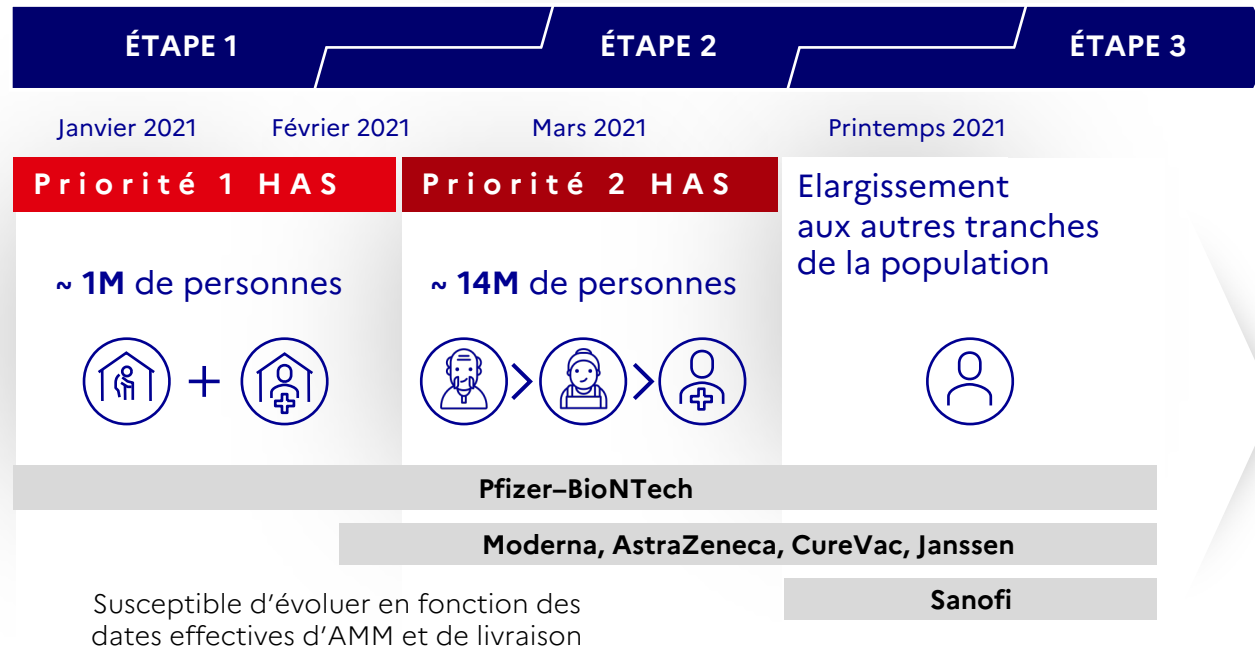 ÉTAPE 1
ÉTAPE 2
ÉTAPE 3
Janvier 2021
Février 2021
Mars 2021
Printemps 2021
Priorité 1 HAS
Priorité 2 HAS
Elargissement
aux autres tranches
de la population
~ 1M de personnes
~ 14M de personnes
Pfizer–BioNTech
Moderna, AstraZeneca, CureVac, Janssen
Sanofi
Susceptible d’évoluer en fonction des
dates effectives d’AMM et de livraison